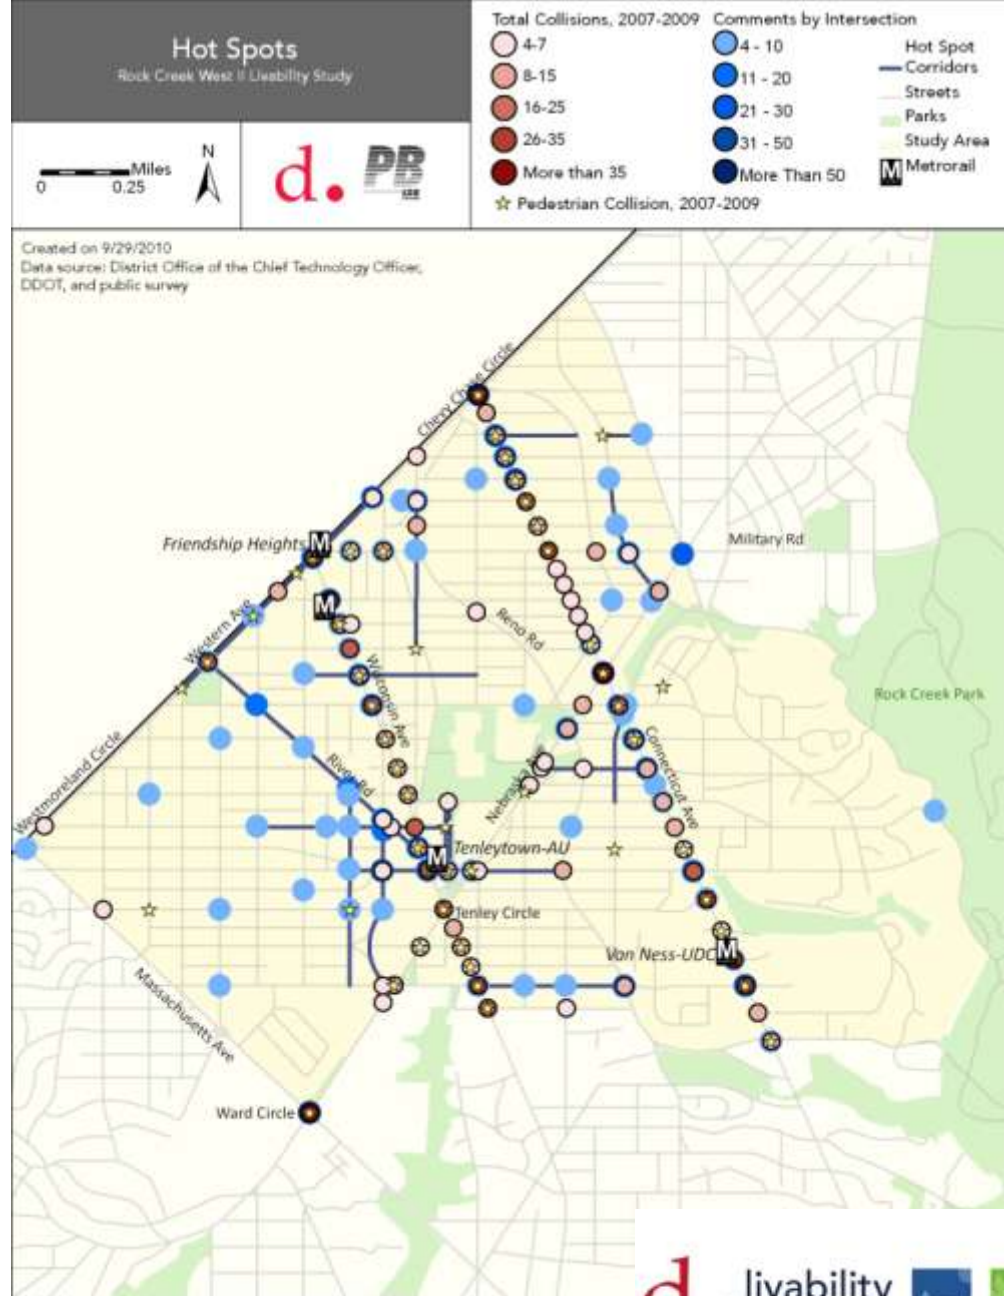 Hot Spots
Rock Creek West II Livability Study
Miles
0 0.25
N
d.
PB
Total Collisions, 2007-2009
4-7
8-15
16-25
26-35
More than 35
Pedestrian Collision, 2007-2009
Comments by Intersection
4 - 10
11 - 20
21 - 30
31 - 50
More Than 50
Hot Spot
Corridors
Streets
Parks
Study Area
M Metrorail
Created on 9/29/2010
Data source: District Office of the Chief Technology Officer,
DDOT, and public survey
Chevy Chase Circle
Friendship Heights
M
Military Rd
M
Western Ave
Reno Rd
Wisconsin Ave
Rock Creek Park
Westmoreland Circle
River Rd
Connecticut Ave
Nebraska Ave
Tenleytown-AU
M
Tenley Circle
Van Ness-UDC
M
Massachusetts Ave
Ward Circle
d.
livability